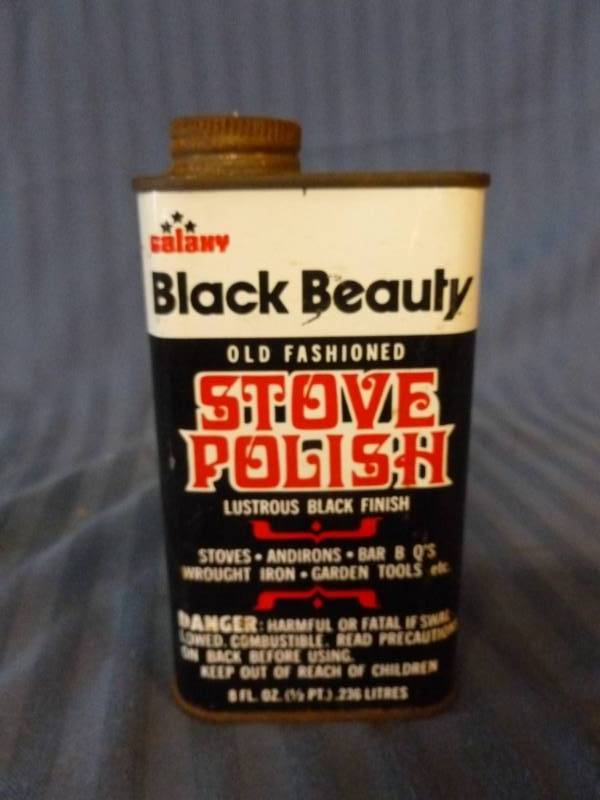 galaxy
Black Beauty
OLD FASHIONED
STOVE
POLISH
LUSTROUS BLACK FINISH
STOVES • ANDIRONS • BAR B Q'S
WROUGHT IRON • GARDEN TOOLS etc.
DANGER: HARMFUL OR FATAL IF SWAL
LOWED. COMBUSTIBLE. READ PRECAUTIONS
ON BACK BEFORE USING.
KEEP OUT OF REACH OF CHILDREN
8 FL. OZ. (½ PT.) .236 LITRES